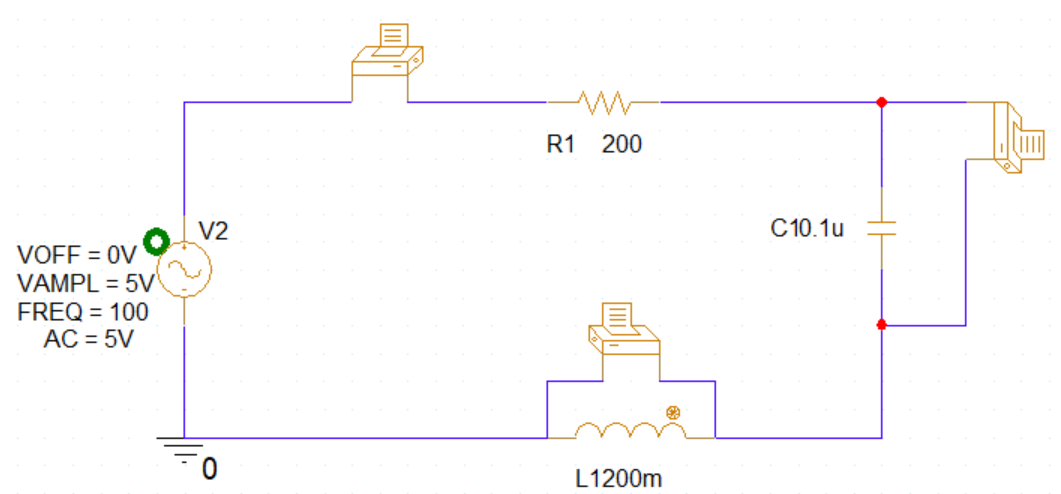 R1 200
V2
C10.1u
VOFF = 0V
VAMPL = 5V
FREQ = 100
AC = 5V
0
L1200m